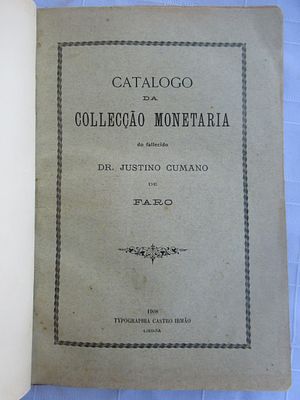 CATALOGO
DA
COLLECÇÃO MONETARIA
do fallecido
DR. JUSTINO CUMANO
DE
FARO
1908
TYPOGRAPHIA CASTRO IRMÃO
LISBOA